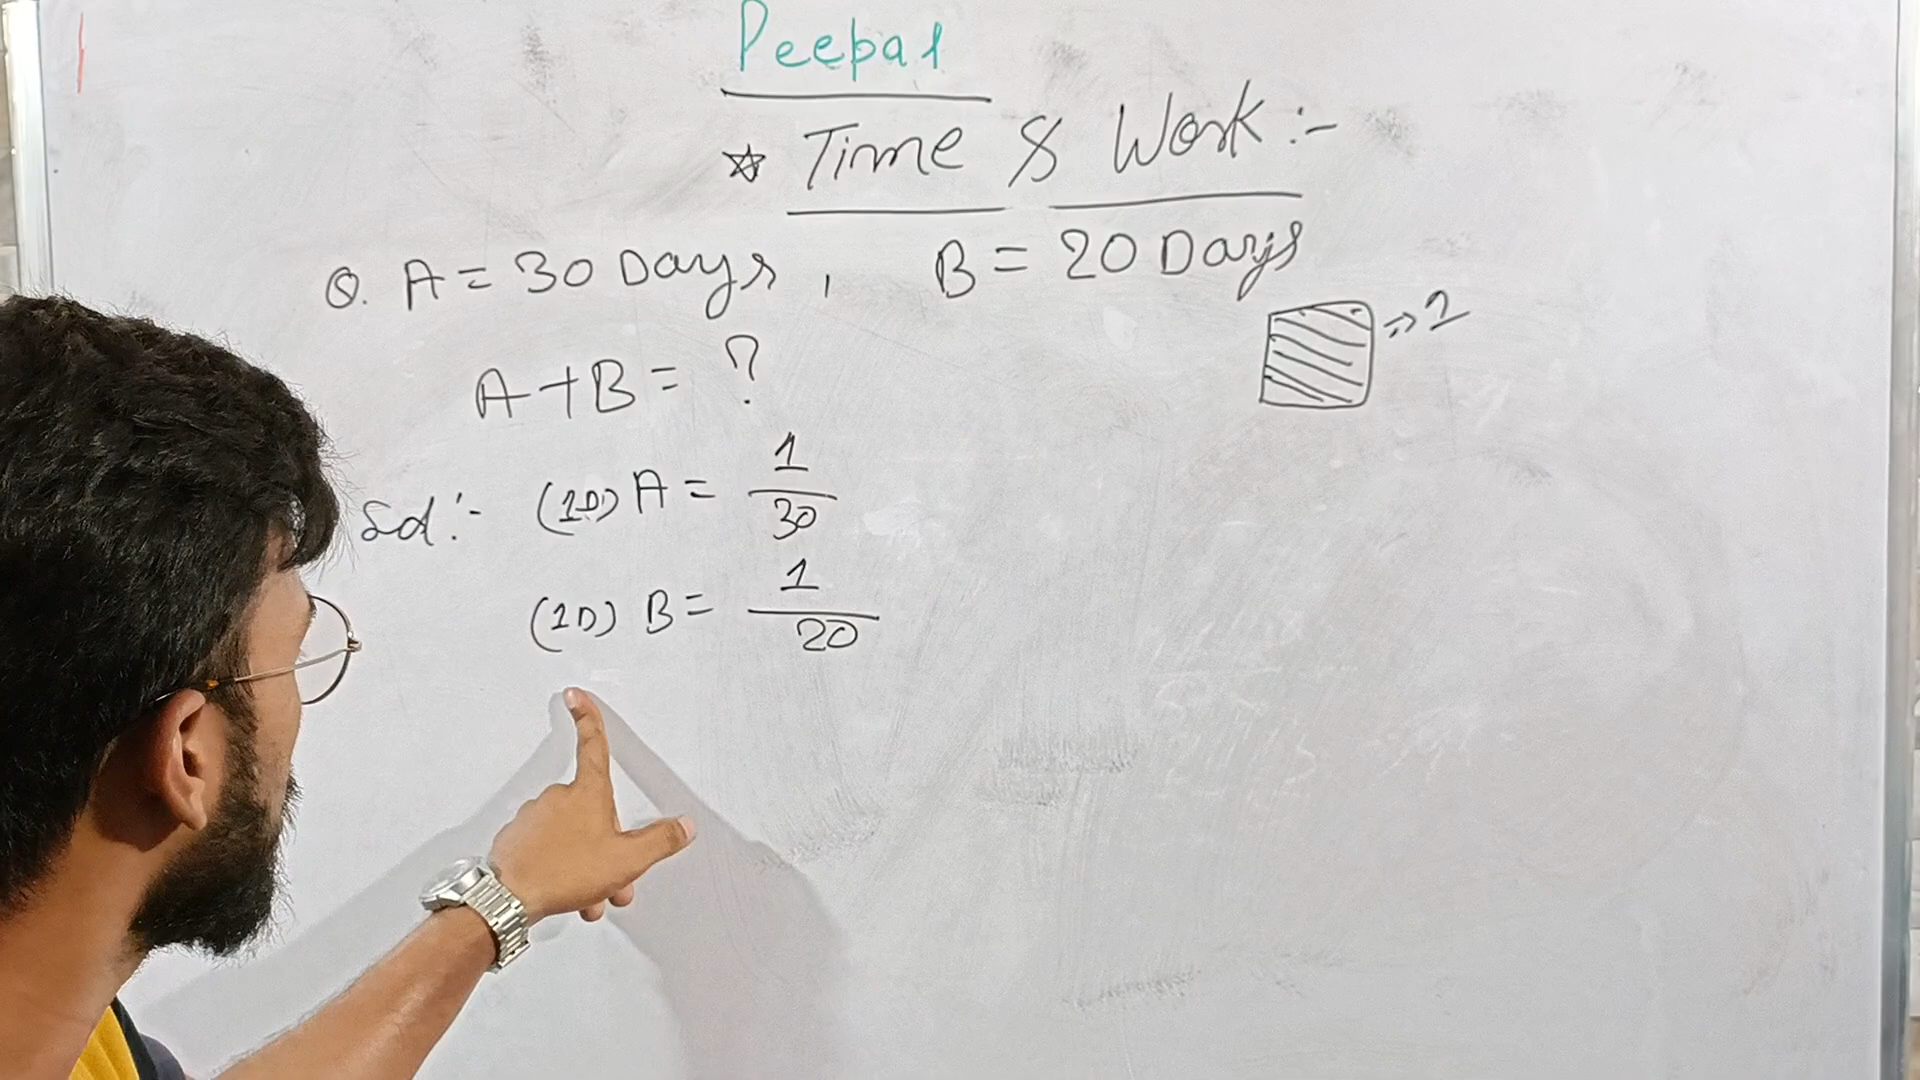 Peepal
☆ Time & Work :-
Q. A = 30 Days, B = 20 Days
⇒ 1
A + B = ?
Sol :- (1D) A = 1/30
(1D) B = 1/20